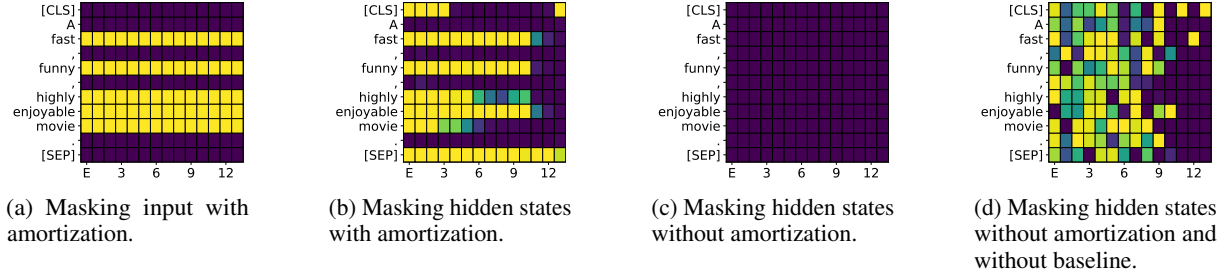 [CLS]
A
fast
,
funny
,
highly
enjoyable
movie
.
[SEP]
E 3 6 9 12
(a) Masking input with
amortization.
[CLS]
A
fast
,
funny
,
highly
enjoyable
movie
.
[SEP]
E 3 6 9 12
(b) Masking hidden states
with amortization.
[CLS]
A
fast
,
funny
,
highly
enjoyable
movie
.
[SEP]
E 3 6 9 12
(c) Masking hidden states
without amortization.
[CLS]
A
fast
,
funny
,
highly
enjoyable
movie
.
[SEP]
E 3 6 9 12
(d) Masking hidden states
without amortization and
without baseline.